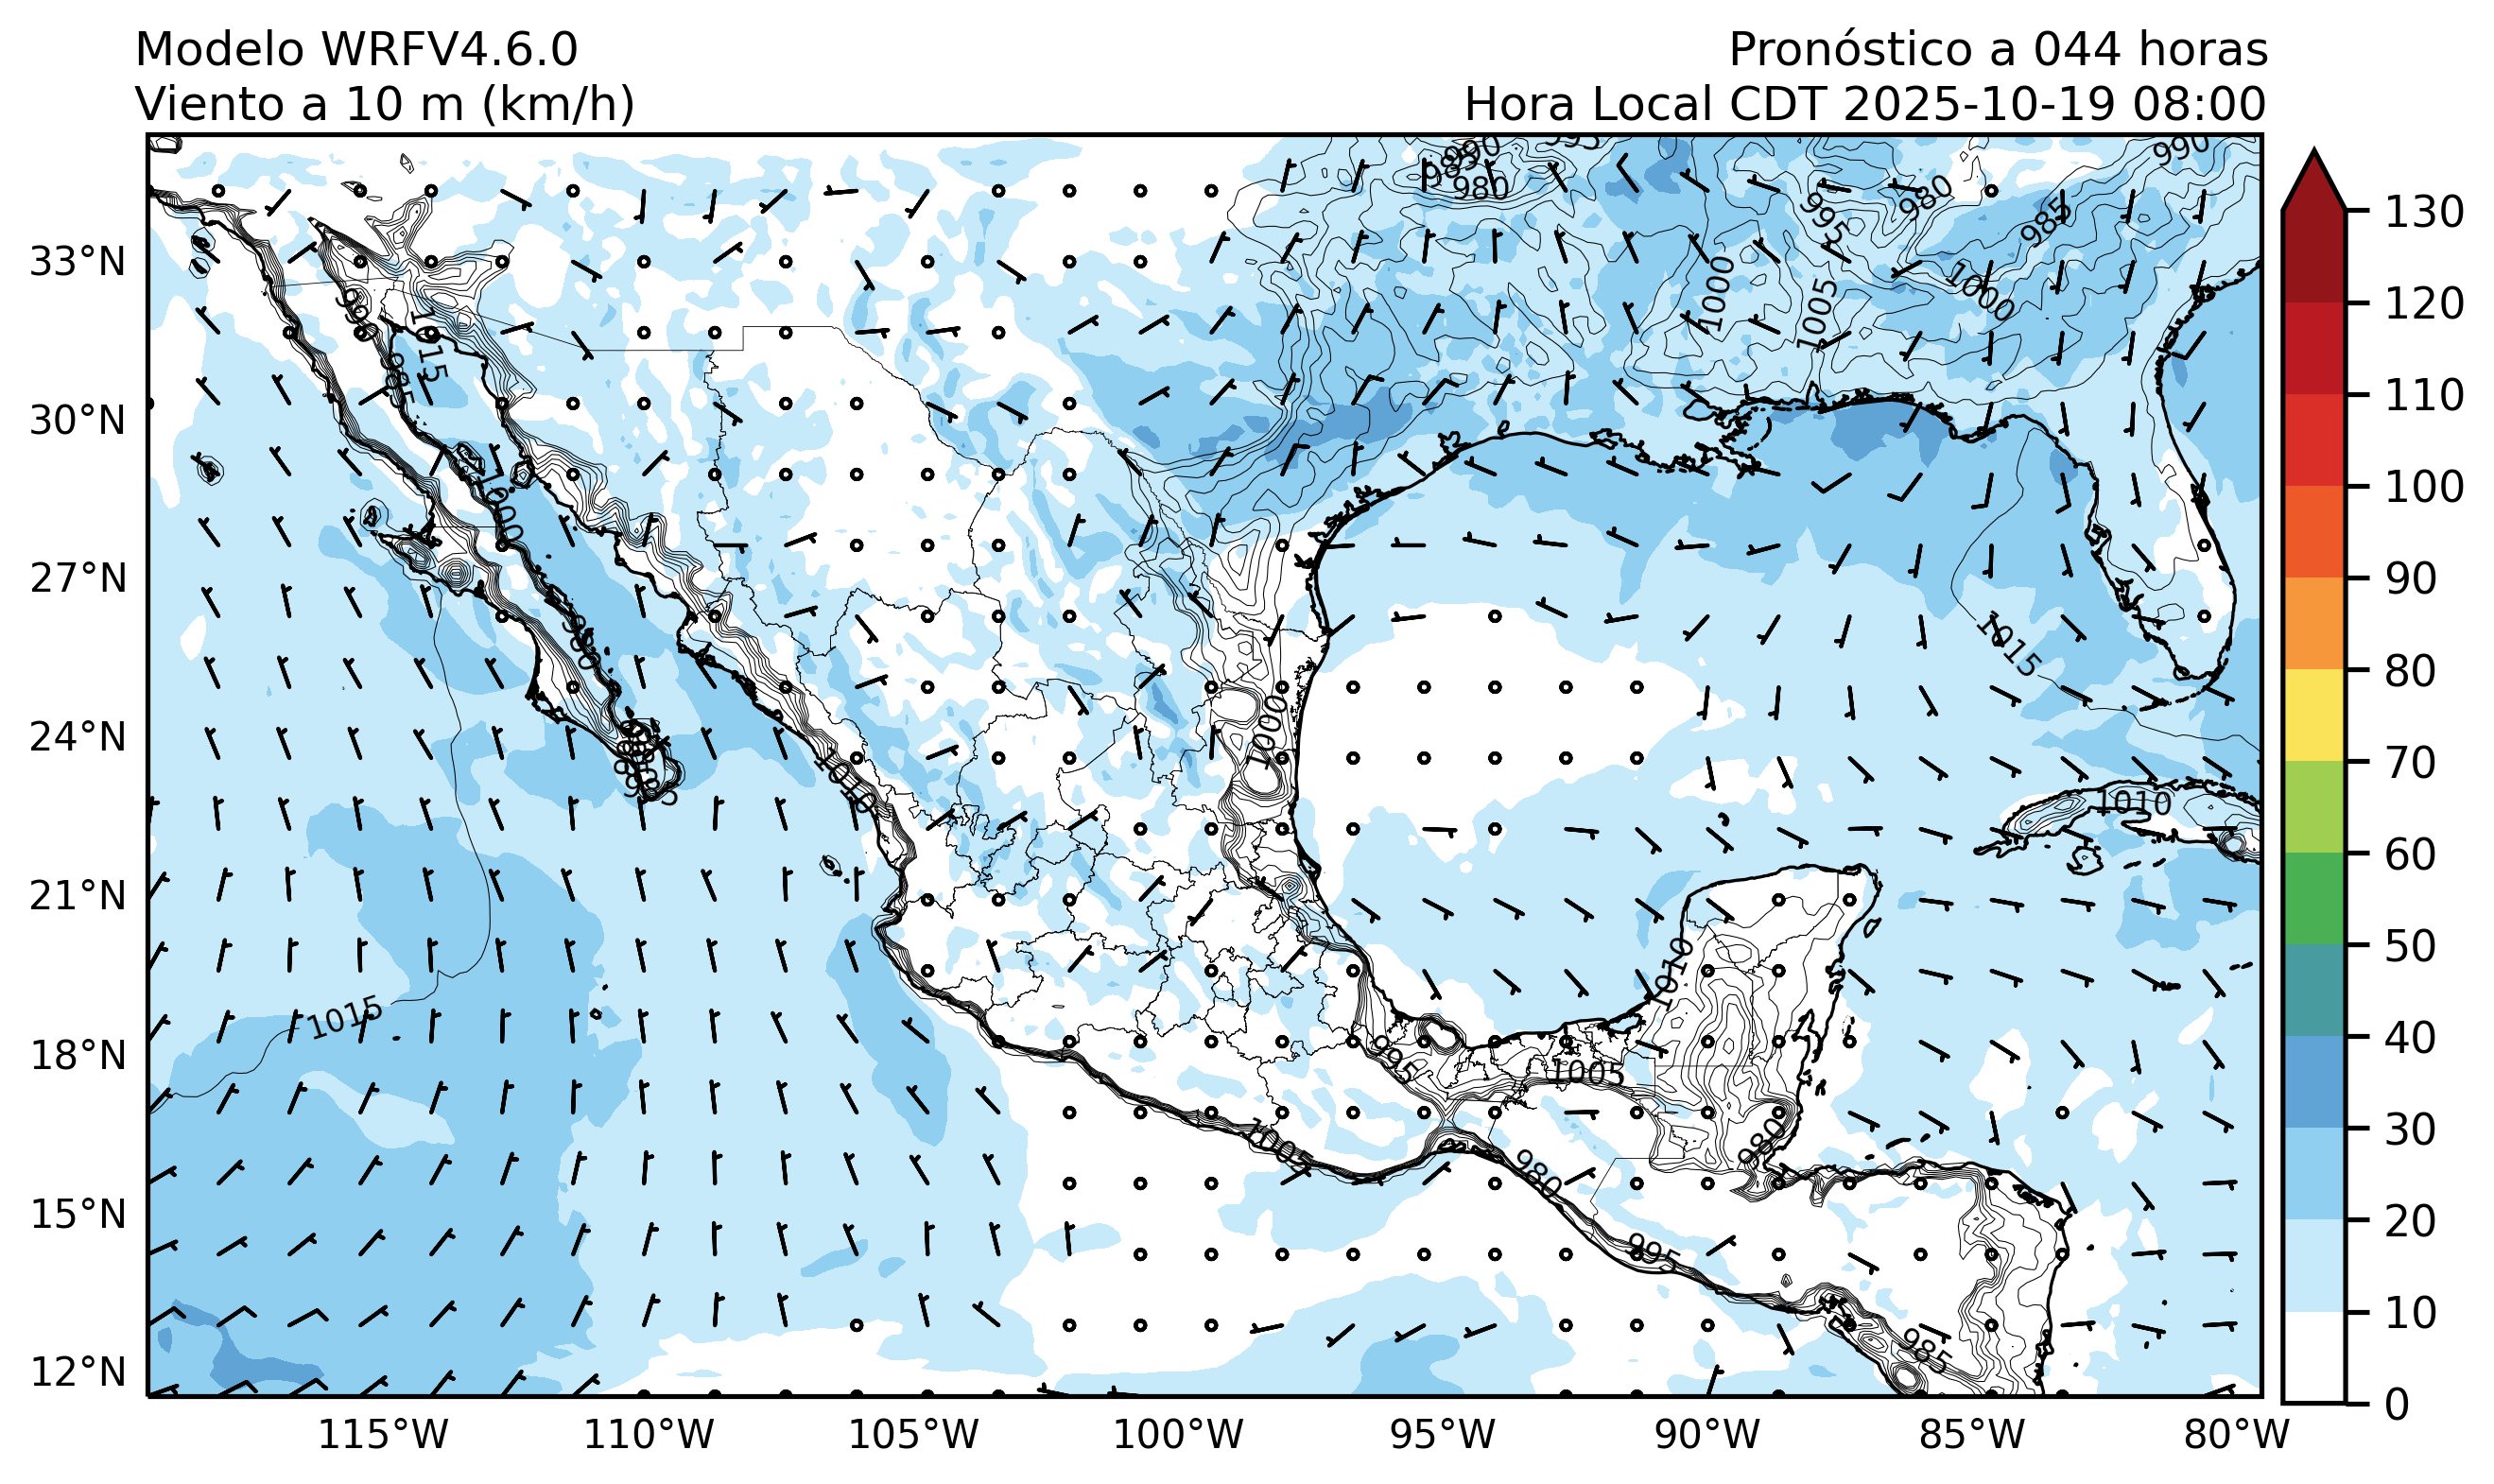 Modelo WRFV4.6.0
Pronóstico a 044 horas
Viento a 10 m (km/h)
Hora Local CDT 2025-10-19 08:00
990
995
985
980
980
990
995
985
1000
1005
1000
985
1015
1000
1015
1000
1010
1010
1010
1015
995
1005
1005
980
980
995
985
33°N
30°N
27°N
24°N
21°N
18°N
15°N
12°N
115°W
110°W
105°W
100°W
95°W
90°W
85°W
80°W
130
120
110
100
90
80
70
60
50
40
30
20
10
0